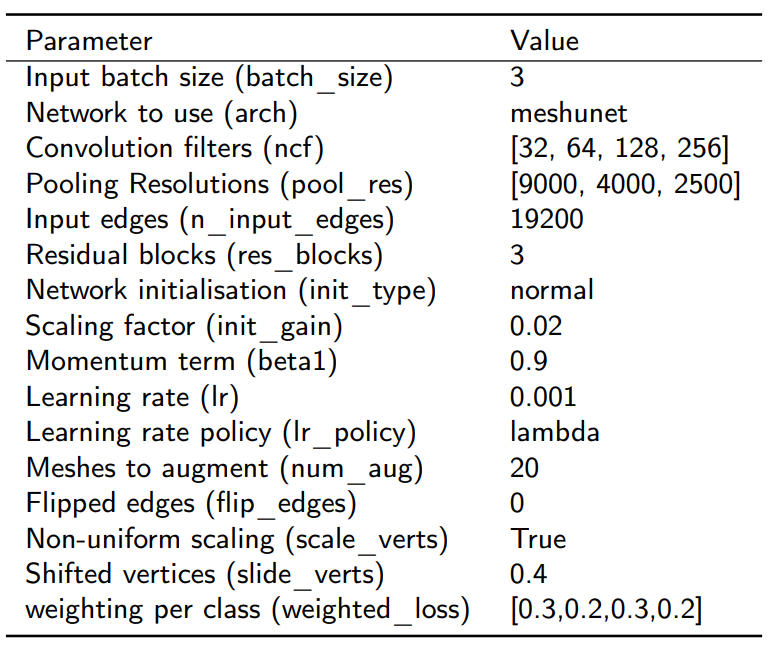 Parameter Value
Input batch size (batch_size) 3
Network to use (arch) meshunet
Convolution filters (ncf) [32, 64, 128, 256]
Pooling Resolutions (pool_res) [9000, 4000, 2500]
Input edges (n_input_edges) 19200
Residual blocks (res_blocks) 3
Network initialisation (init_type) normal
Scaling factor (init_gain) 0.02
Momentum term (beta1) 0.9
Learning rate (lr) 0.001
Learning rate policy (lr_policy) lambda
Meshes to augment (num_aug) 20
Flipped edges (flip_edges) 0
Non-uniform scaling (scale_verts) True
Shifted vertices (slide_verts) 0.4
weighting per class (weighted_loss) [0.3,0.2,0.3,0.2]